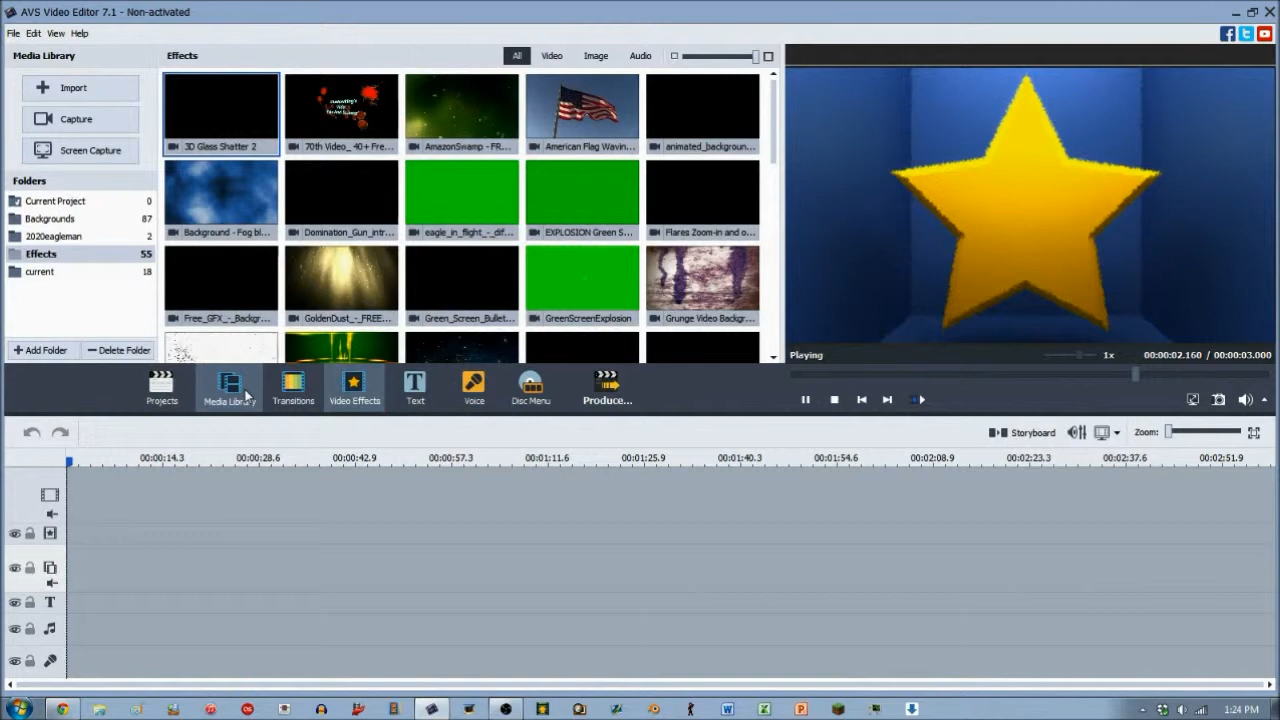 AVS Video Editor 7.1 - Non-activated
File Edit View Help
Media Library
Effects
All
Video
Image
Audio
Import
Capture
Screen Capture
Folders
Current Project 0
Backgrounds 87
2020eagleman 2
Effects 55
current 18
Add Folder
Delete Folder
3D Glass Shatter 2
70th Video_ 40+ Fre...
AmazonSwamp - FR...
American Flag Wavin...
animated_backgroun...
Background - Fog bl...
Domination_Gun_intr...
eagle_in_flight_-_dif...
EXPLOSION Green S...
Flares Zoom-in and o...
Free_GFX_-_Backgr...
GoldenDust_-_FREE...
Green_Screen_Bullet...
GreenScreenExplosion
Grunge Video Backgr...
Playing
1x
00:00:02.160 / 00:00:03.000
Projects
Media Library
Transitions
Video Effects
Text
Voice
Disc Menu
Produce...
Storyboard
Zoom:
00:00:14.3 00:00:28.6 00:00:42.9 00:00:57.3 00:01:11.6 00:01:25.9 00:01:40.3 00:01:54.6 00:02:08.9 00:02:23.3 00:02:37.6 00:02:51.9
1:24 PM